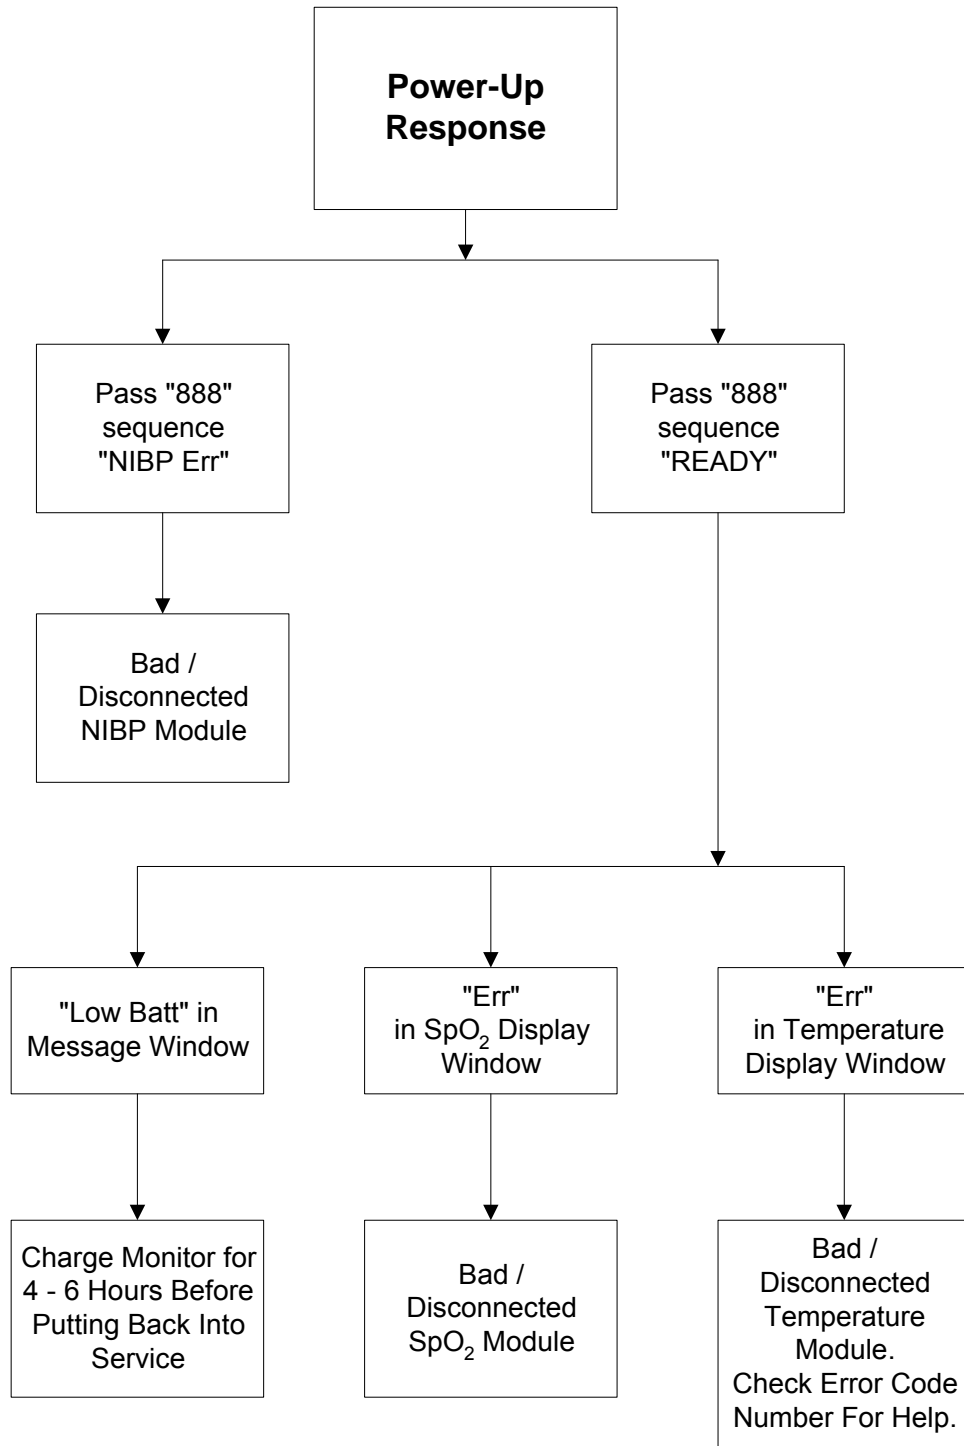 Power-Up
Response
Pass "888"
sequence
"NIBP Err"
Pass "888"
sequence
"READY"
Bad /
Disconnected
NIBP Module
"Low Batt" in
Message Window
"Err"
in SpO₂ Display
Window
"Err"
in Temperature
Display Window
Charge Monitor for
4 - 6 Hours Before
Putting Back Into
Service
Bad /
Disconnected
SpO₂ Module
Bad /
Disconnected
Temperature
Module.
Check Error Code
Number For Help.